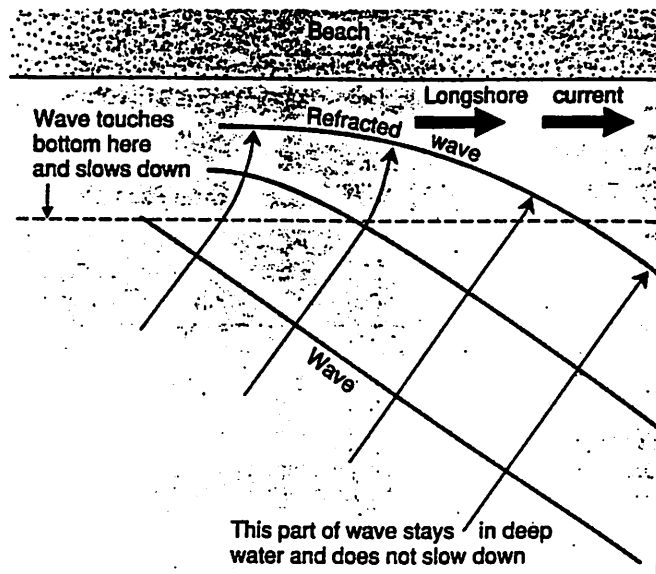 Beach
Longshore current
Wave touches
bottom here
and slows down
Refracted wave
Wave
This part of wave stays in deep
water and does not slow down